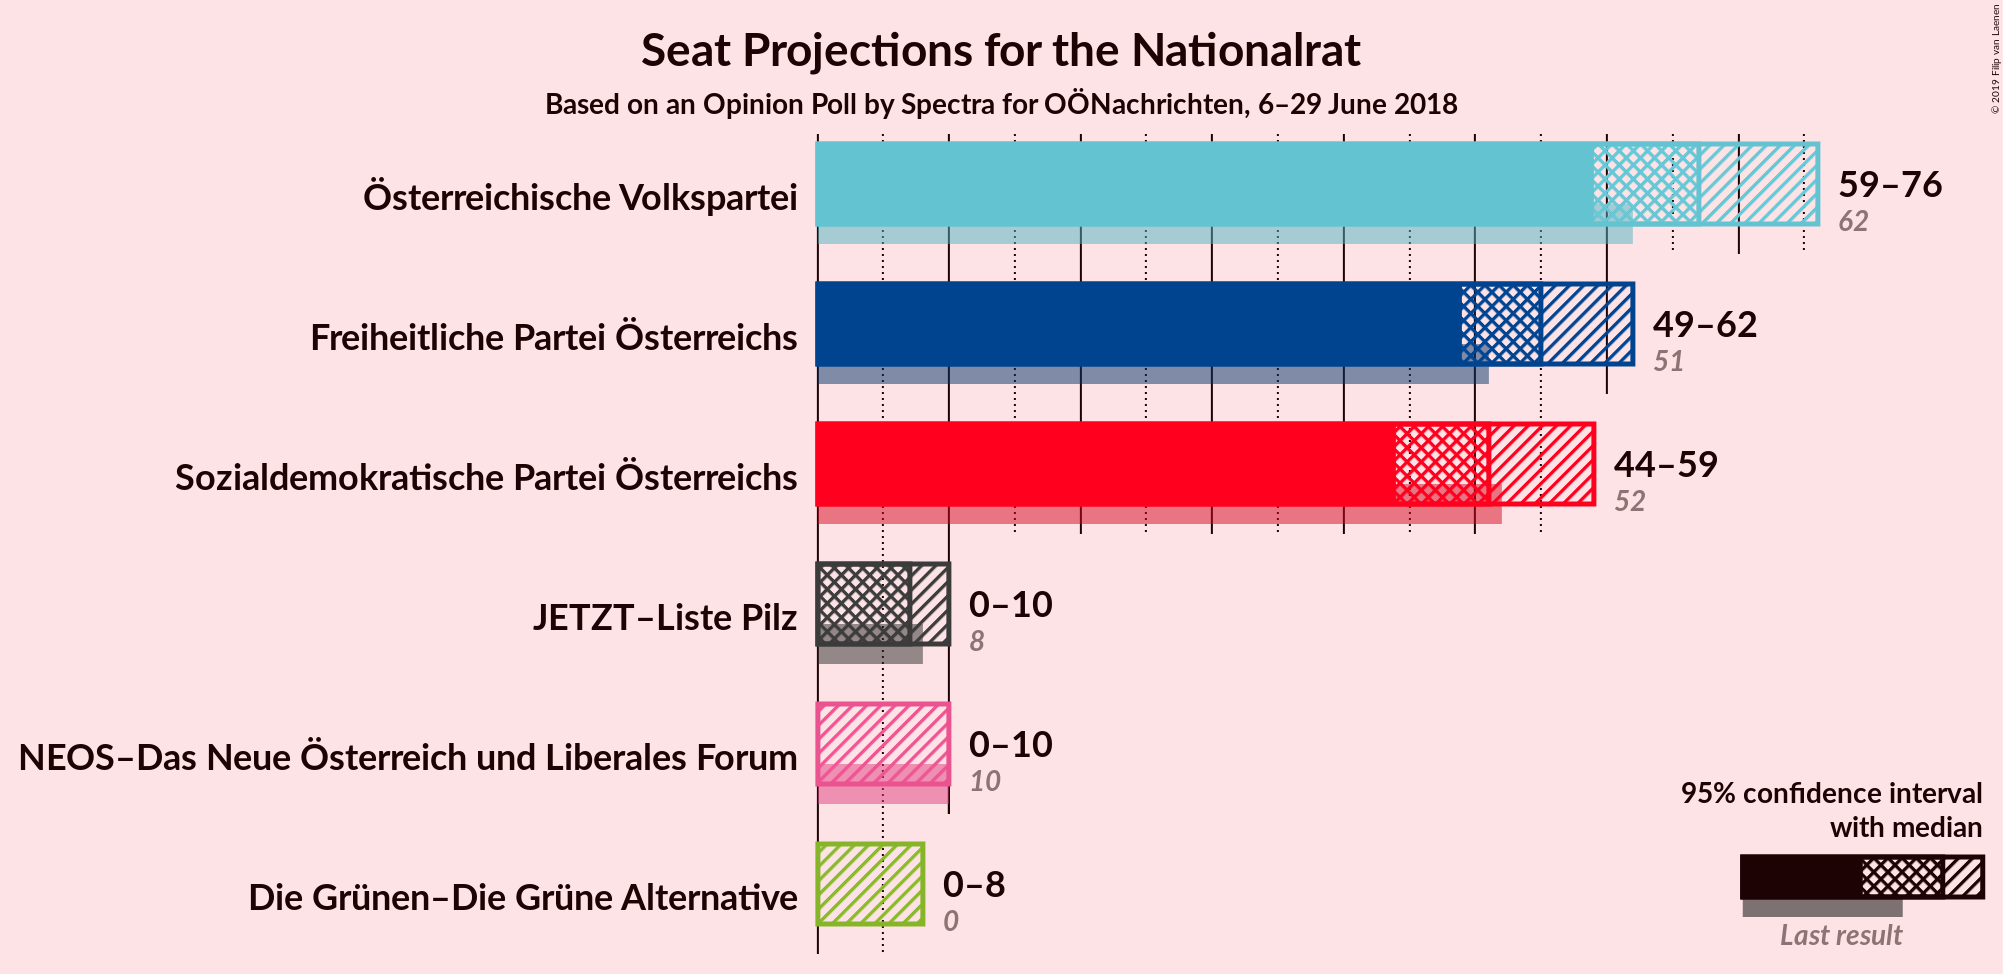 Seat Projections for the Nationalrat
Based on an Opinion Poll by Spectra for OÖNachrichten, 6–29 June 2018
© 2019 Filip van Laenen
Österreichische Volkspartei
59–76
62
Freiheitliche Partei Österreichs
49–62
51
Sozialdemokratische Partei Österreichs
44–59
52
JETZT–Liste Pilz
0–10
8
NEOS–Das Neue Österreich und Liberales Forum
0–10
10
Die Grünen–Die Grüne Alternative
0–8
0
95% confidence interval
with median
Last result